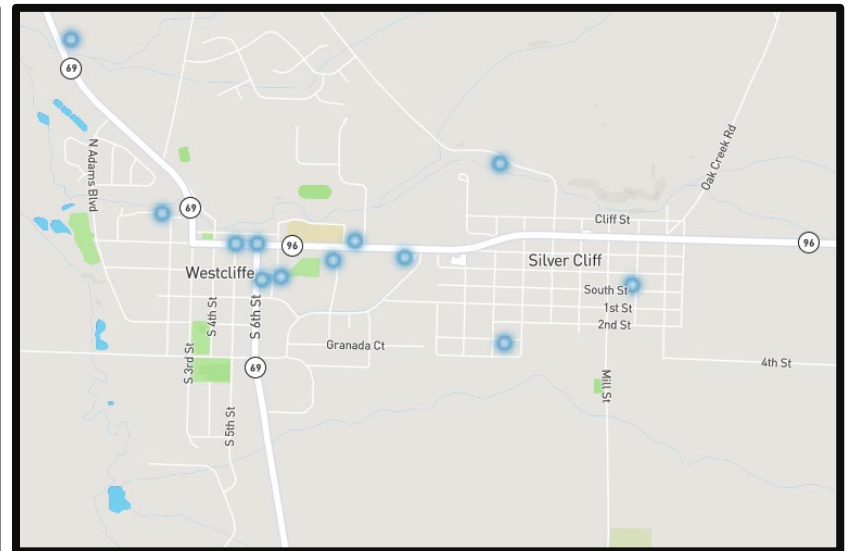 69
N Adams Blvd
Oak Creek Rd
69
Cliff St
96
96
Silver Cliff
Westcliffe
South St
S 4th St
S 6th St
1st St
2nd St
Granada Ct
S 3rd St
69
4th St
Mill St
S 5th St